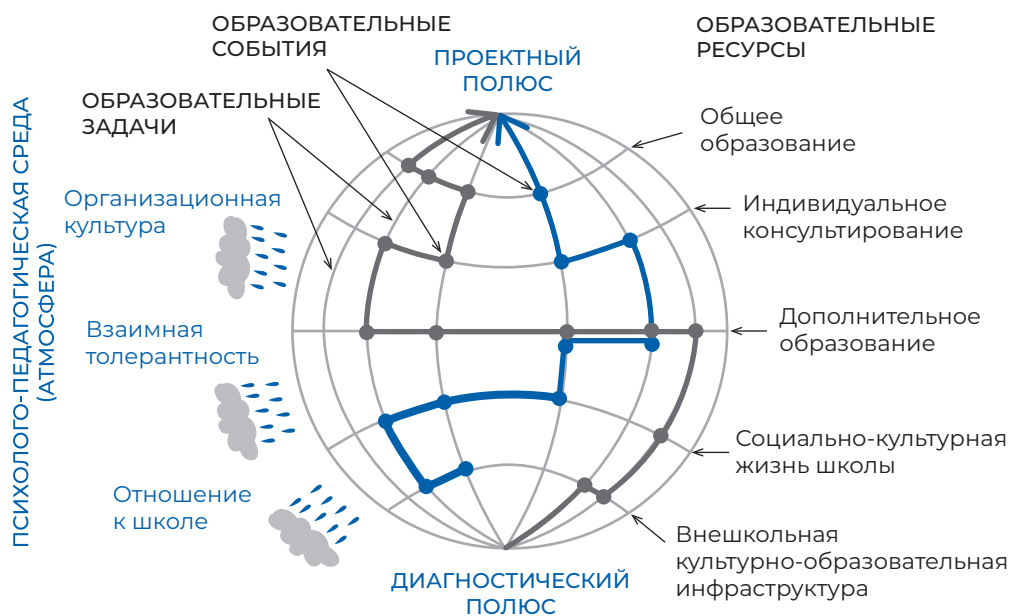 ОБРАЗОВАТЕЛЬНЫЕ
СОБЫТИЯ
ОБРАЗОВАТЕЛЬНЫЕ
РЕСУРСЫ
ПРОЕКТНЫЙ
ПОЛЮС
ОБРАЗОВАТЕЛЬНЫЕ
ЗАДАЧИ
ПСИХОЛОГО-ПЕДАГОГИЧЕСКАЯ СРЕДА
(АТМОСФЕРА)
Организационная
культура
Взаимная
толерантность
Отношение
к школе
Общее
образование
Индивидуальное
консультирование
Дополнительное
образование
Социально-культурная
жизнь школы
Внешкольная
культурно-образовательная
инфраструктура
ДИАГНОСТИЧЕСКИЙ
ПОЛЮС